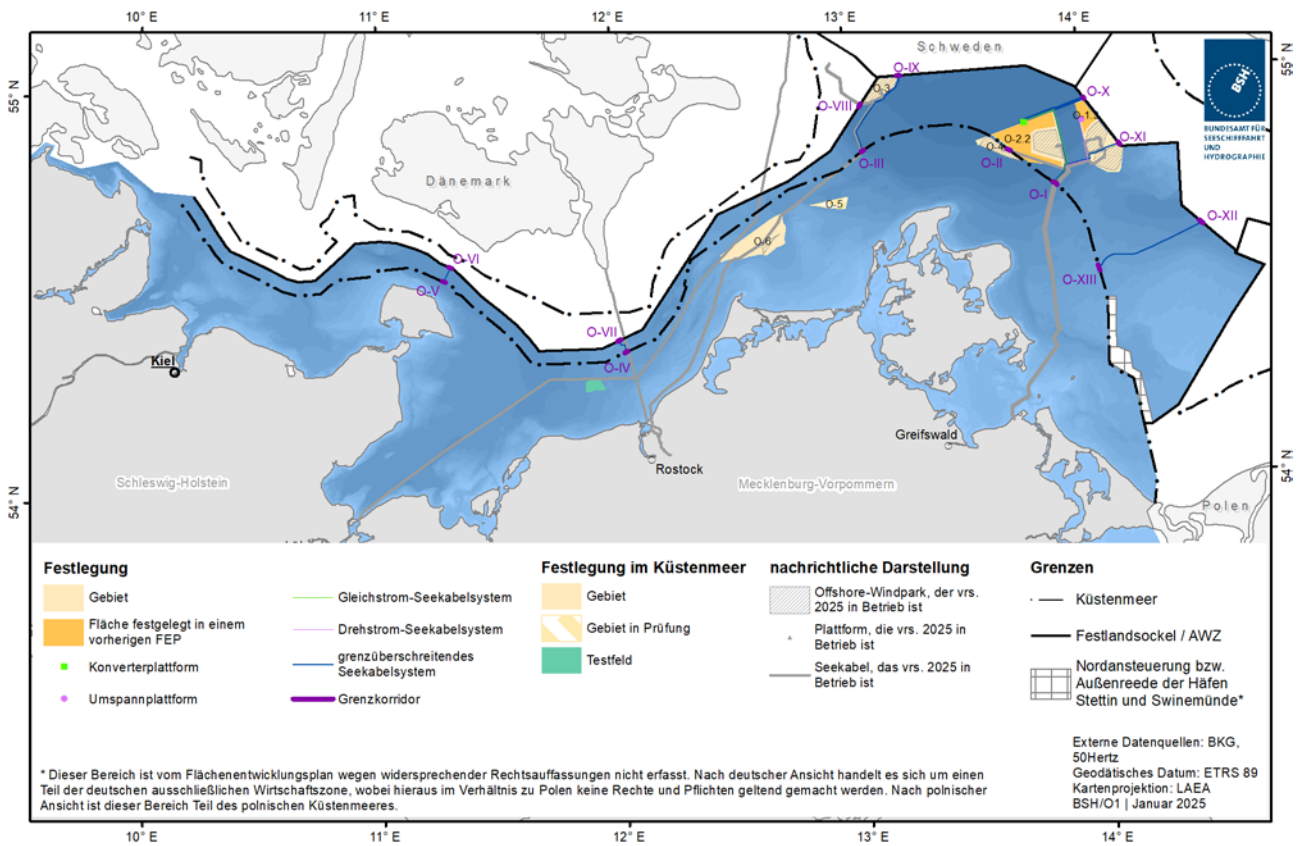 10° E
11° E
12° E
13° E
14° E
55° N
54° N
55° N
54° N
Schweden
Dänemark
Polen
Schleswig-Holstein
Mecklenburg-Vorpommern
Kiel
Rostock
Greifswald
O-IX
O-3
O-VIII
O-III
O-X
O-1.3
O-XI
O-2.2
O-4
O-II
O-I
O-5
O-6
O-XII
O-XIII
O-VI
O-V
O-VII
O-IV
BSH
BUNDESAMT FÜR
SEESCHIFFFAHRT
UND
HYDROGRAPHIE
Festlegung
Gebiet
Fläche festgelegt in einem
vorherigen FEP
Konverterplattform
Umspannplattform
Gleichstrom-Seekabelsystem
Drehstrom-Seekabelsystem
grenzüberschreitendes
Seekabelsystem
Grenzkorridor
Festlegung im Küstenmeer
Gebiet
Gebiet in Prüfung
Testfeld
nachrichtliche Darstellung
Offshore-Windpark, der vrs.
2025 in Betrieb ist
Plattform, die vrs. 2025 in
Betrieb ist
Seekabel, das vrs. 2025 in
Betrieb ist
Grenzen
Küstenmeer
Festlandsockel / AWZ
Nordansteuerung bzw.
Außenreede der Häfen
Stettin und Swinemünde*
Externe Datenquellen: BKG,
50Hertz
Geodätisches Datum: ETRS 89
Kartenprojektion: LAEA
BSH/O1 | Januar 2025
* Dieser Bereich ist vom Flächenentwicklungsplan wegen widersprechender Rechtsauffassungen nicht erfasst. Nach deutscher Ansicht handelt es sich um einen
Teil der deutschen ausschließlichen Wirtschaftszone, wobei hieraus im Verhältnis zu Polen keine Rechte und Pflichten geltend gemacht werden. Nach polnischer
Ansicht ist dieser Bereich Teil des polnischen Küstenmeeres.
10° E
11° E
12° E
13° E
14° E